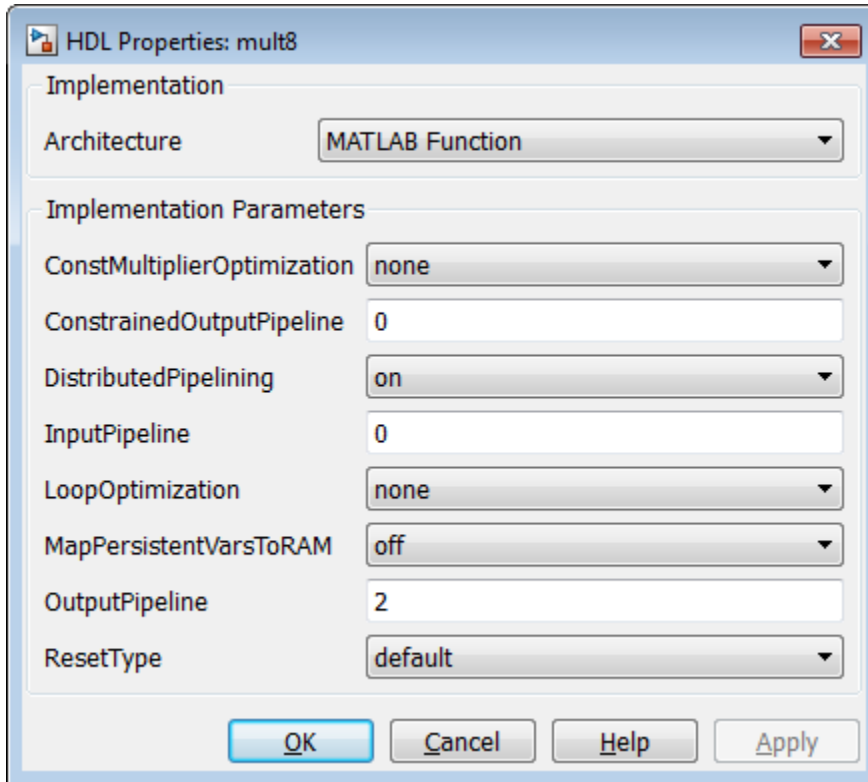 HDL Properties: mult8
Implementation
Architecture MATLAB Function
Implementation Parameters
ConstMultiplierOptimization none
ConstrainedOutputPipeline 0
DistributedPipelining on
InputPipeline 0
LoopOptimization none
MapPersistentVarsToRAM off
OutputPipeline 2
ResetType default
OK Cancel Help Apply